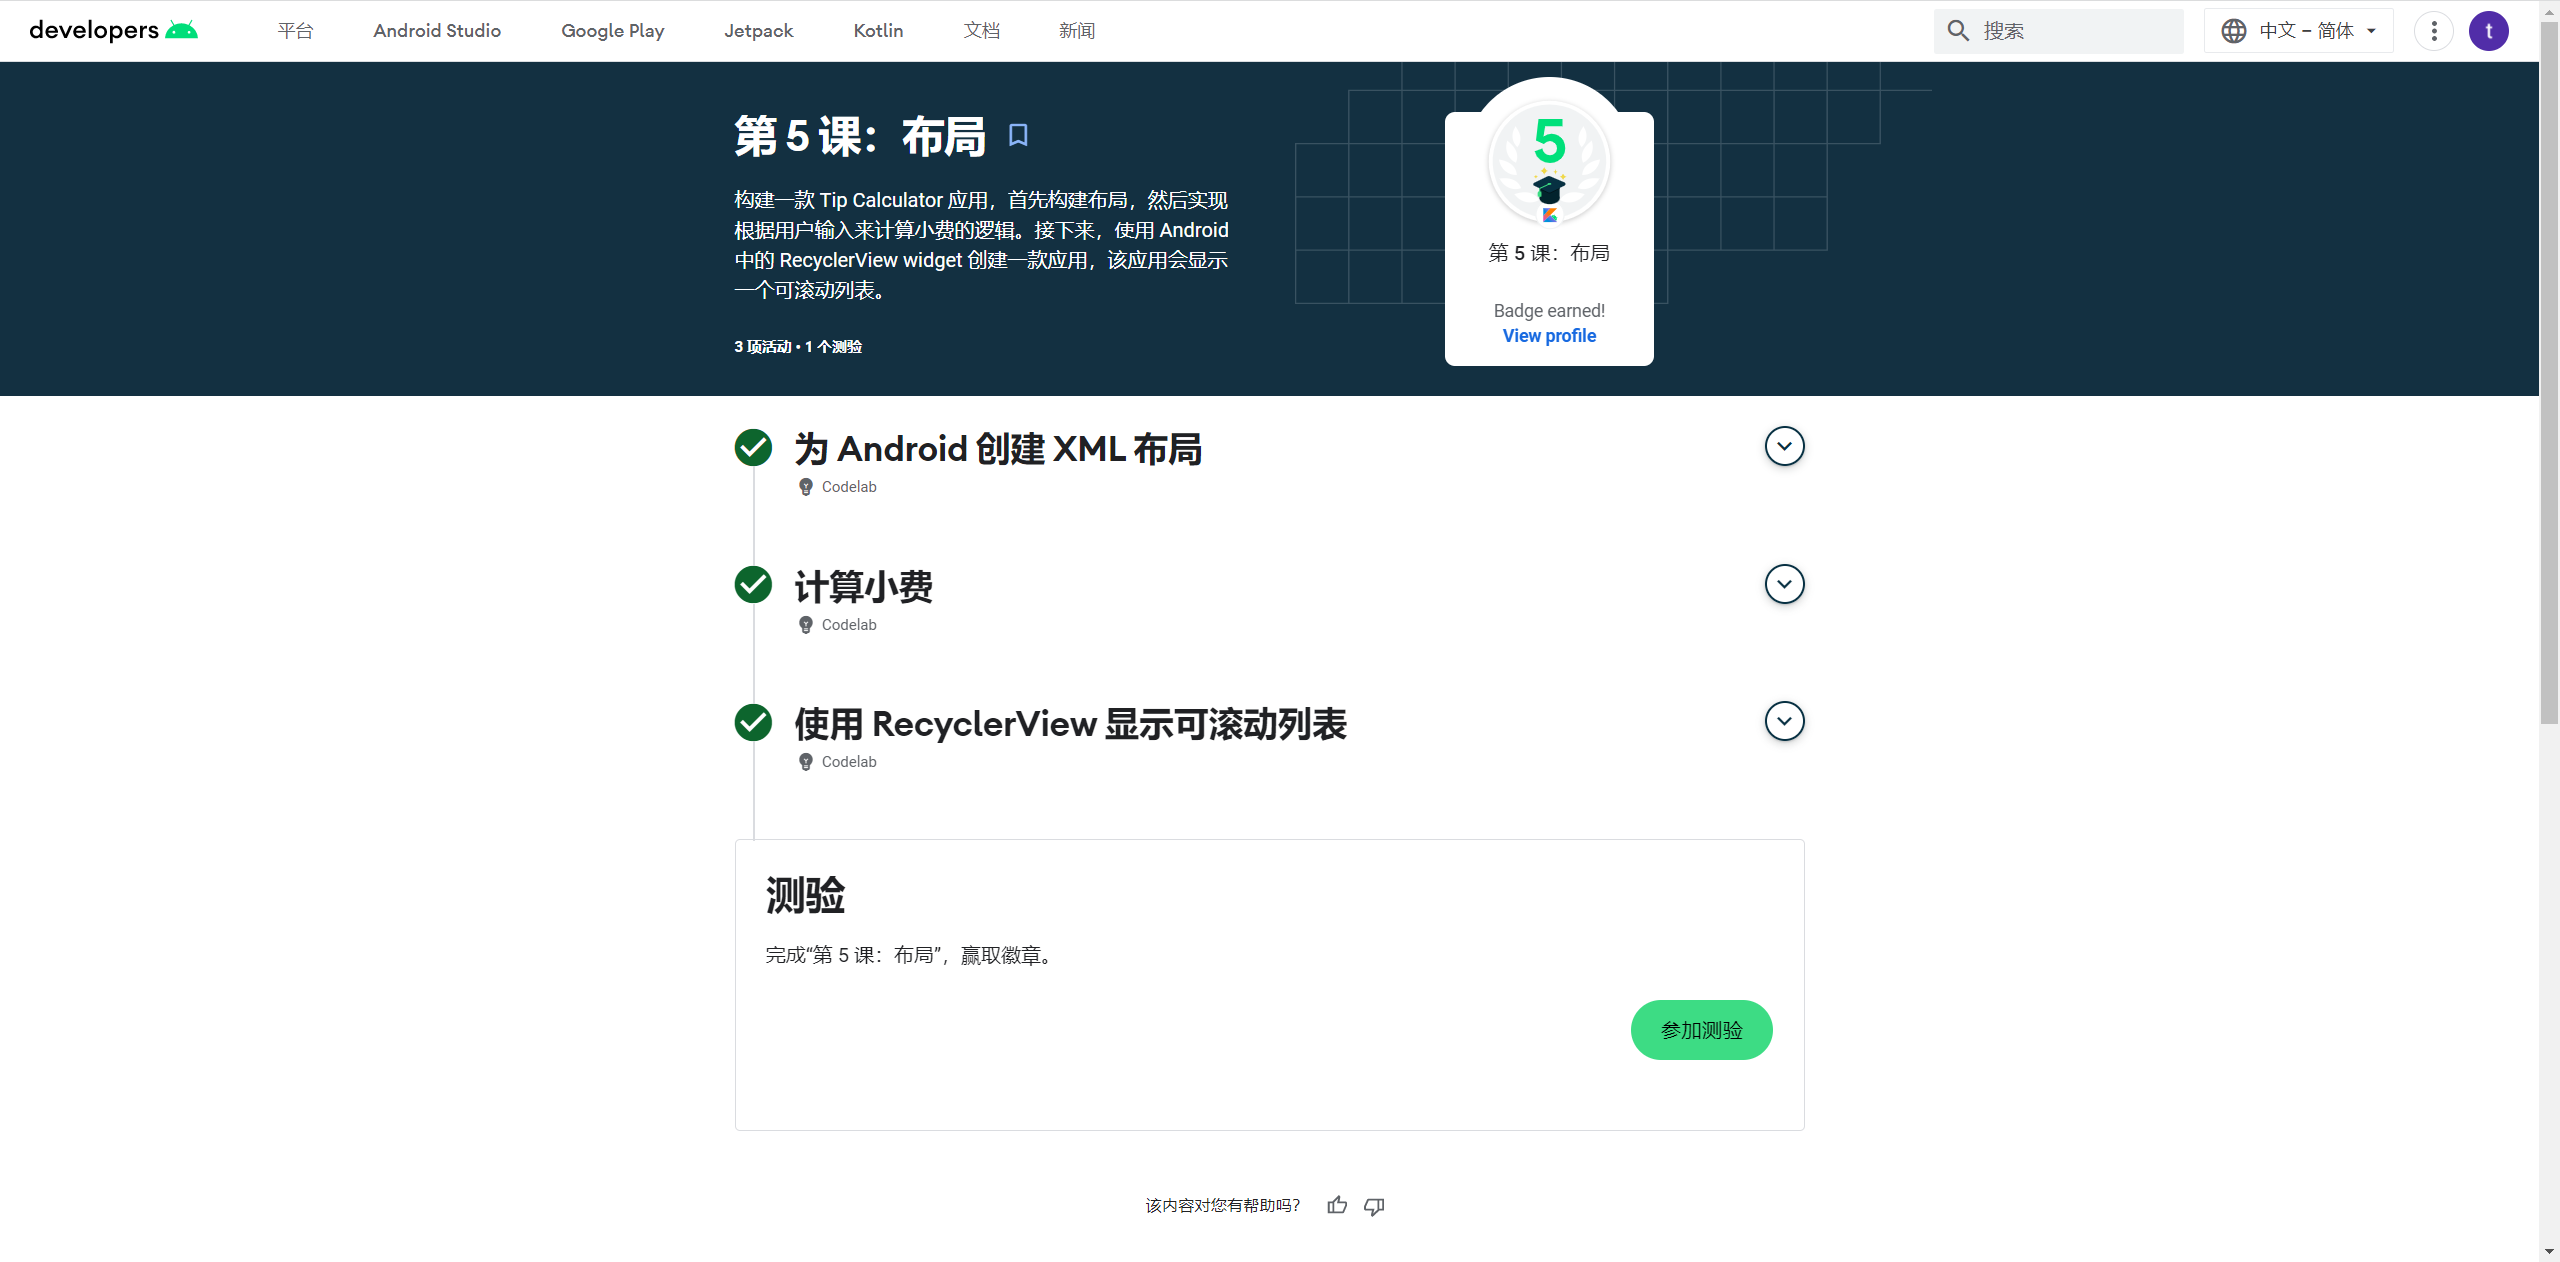 developers 平台 Android Studio Google Play Jetpack Kotlin 文档 新闻 搜索 中文 – 简体 t
第 5 课：布局
构建一款 Tip Calculator 应用，首先构建布局，然后实现
根据用户输入来计算小费的逻辑。接下来，使用 Android
中的 RecyclerView widget 创建一款应用，该应用会显示
一个可滚动列表。
3 项活动 • 1 个测验
5
第 5 课：布局
Badge earned!
View profile
为 Android 创建 XML 布局
Codelab
计算小费
Codelab
使用 RecyclerView 显示可滚动列表
Codelab
测验
完成“第 5 课：布局”，赢取徽章。
参加测验
该内容对您有帮助吗？